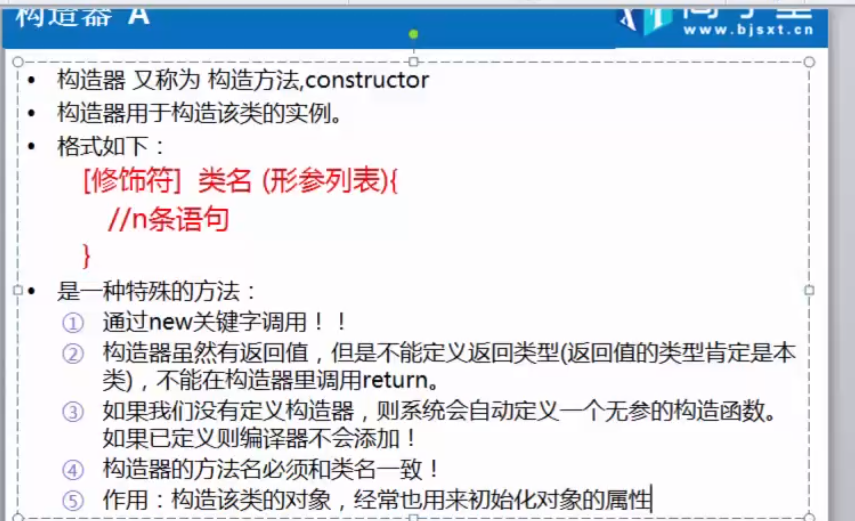 构造器 A
www.bjsxt.cn
• 构造器 又称为 构造方法,constructor
• 构造器用于构造该类的实例。
• 格式如下：
[修饰符] 类名 (形参列表){
//n条语句
}
• 是一种特殊的方法：
① 通过new关键字调用！！
② 构造器虽然有返回值，但是不能定义返回类型(返回值的类型肯定是本
类)，不能在构造器里调用return。
③ 如果我们没有定义构造器，则系统会自动定义一个无参的构造函数。
如果已定义则编译器不会添加！
④ 构造器的方法名必须和类名一致！
⑤ 作用：构造该类的对象，经常也用来初始化对象的属性